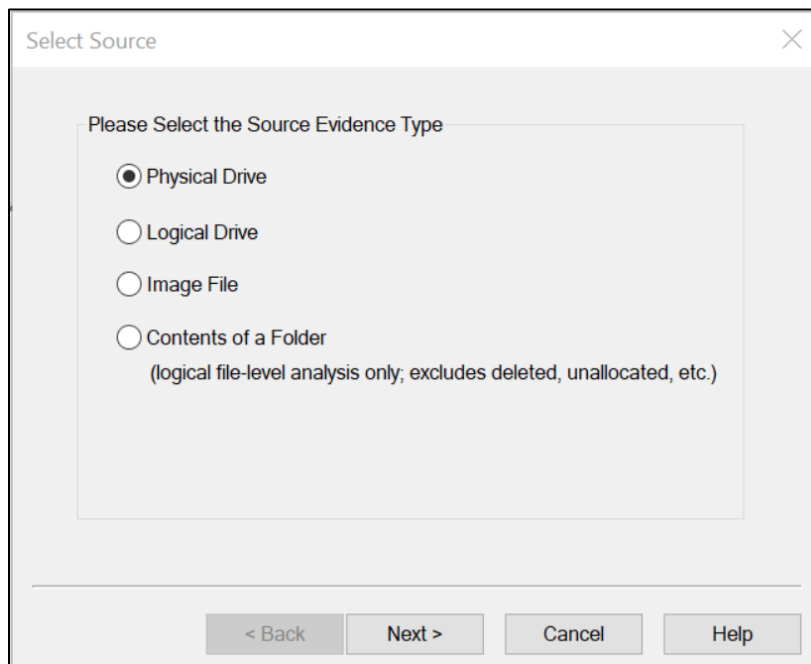 Select Source
Please Select the Source Evidence Type
Physical Drive
Logical Drive
Image File
Contents of a Folder
(logical file-level analysis only; excludes deleted, unallocated, etc.)
< Back
Next >
Cancel
Help